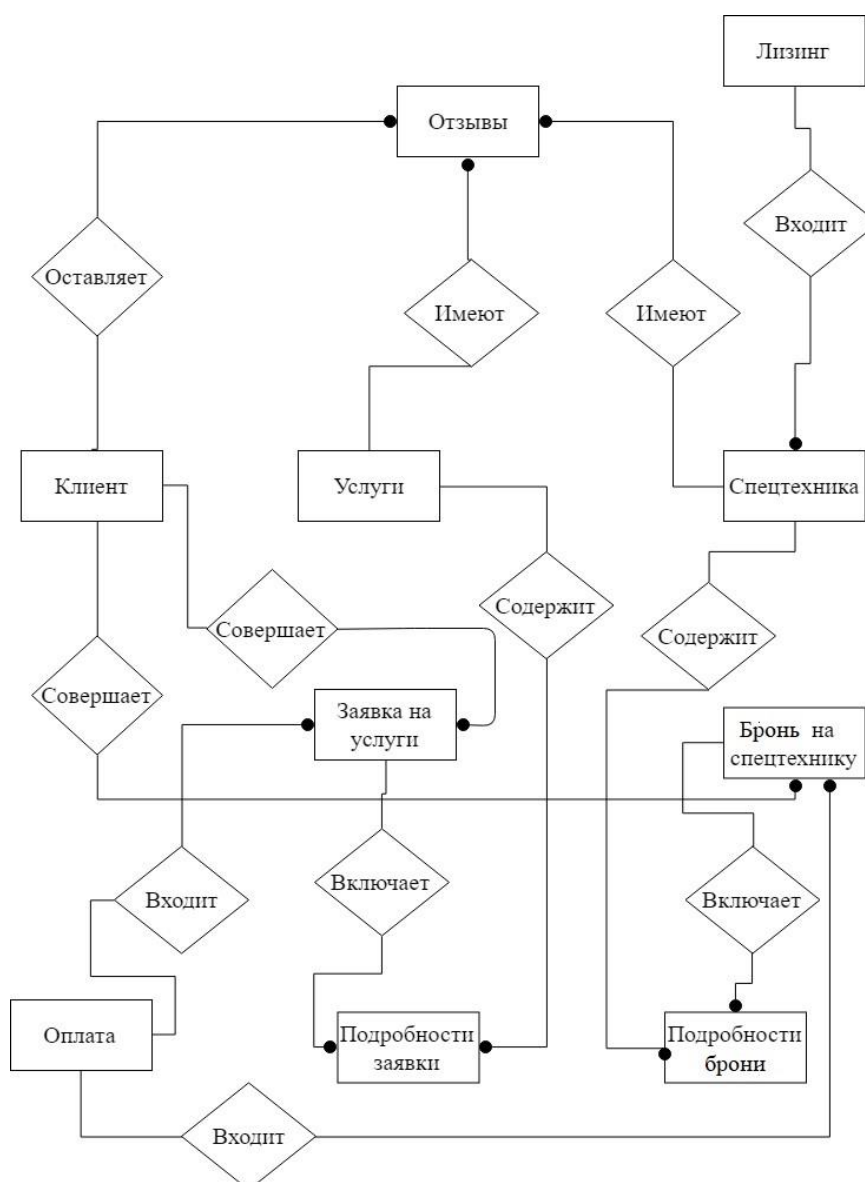 Лизинг
Отзывы
Входит
Оставляет
Имеют
Имеют
Клиент
Услуги
Спецтехника
Совершает
Содержит
Содержит
Совершает
Заявка на
услуги
Бронь на
спецтехнику
Входит
Включает
Включает
Оплата
Подробности
заявки
Подробности
брони
Входит